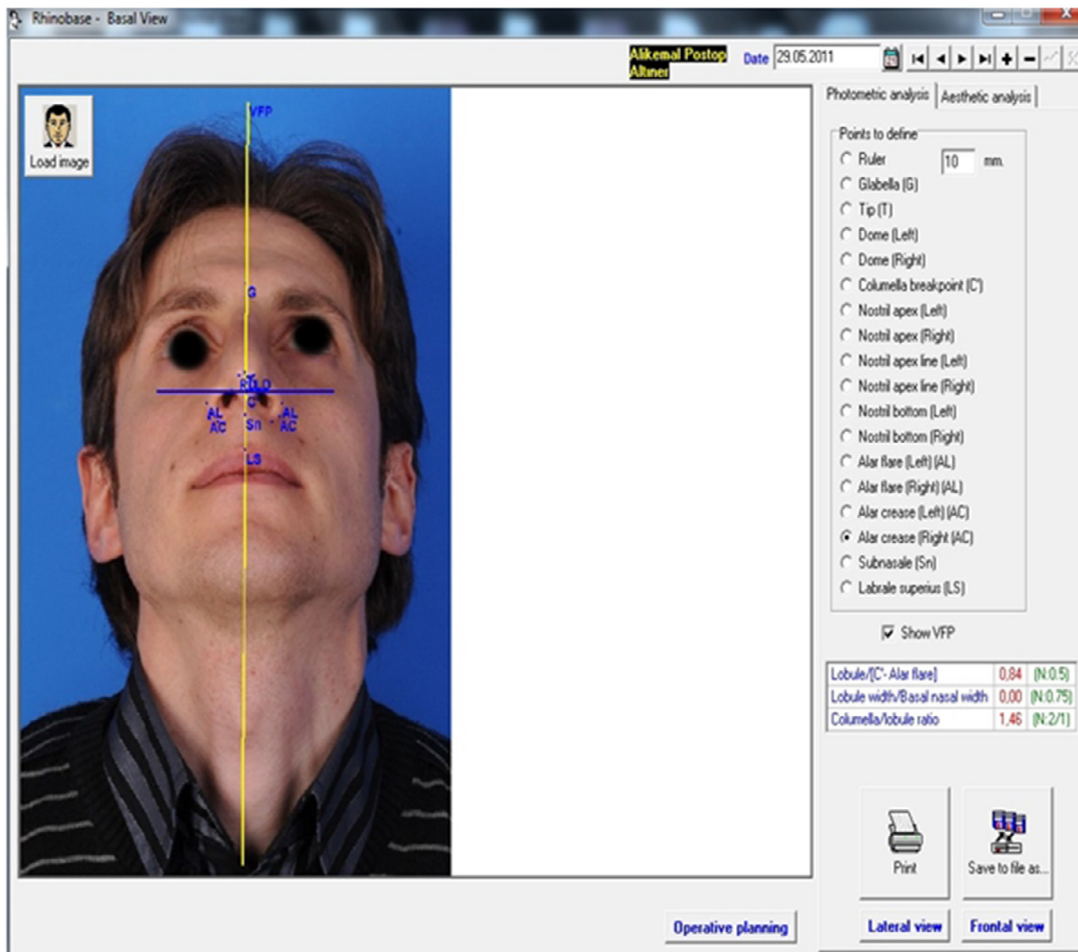 Rhinobase - Basal View
Alikemal Postop
Altıner
Date 29.05.2011
Load image
VFP
G
C
AL
AL
AC
Sn
AC
LS
Photometric analysis
Aesthetic analysis
Points to define
Ruler 10 mm.
Glabella (G)
Tip (T)
Dome (Left)
Dome (Right)
Columella breakpoint (C')
Nostril apex (Left)
Nostril apex (Right)
Nostril apex line (Left)
Nostril apex line (Right)
Nostril bottom (Left)
Nostril bottom (Right)
Alar flare (Left) (AL)
Alar flare (Right) (AL)
Alar crease (Left) (AC)
Alar crease (Right (AC)
Subnasale (Sn)
Labrale superius (LS)
Show VFP
Lobule/[C'- Alar flare] 0,84 (N:0.5)
Lobule width/Basal nasal width 0,00 (N:0.75)
Columella/lobule ratio 1,46 (N:2/1)
Print
Save to file as...
Operative planning
Lateral view
Frontal view